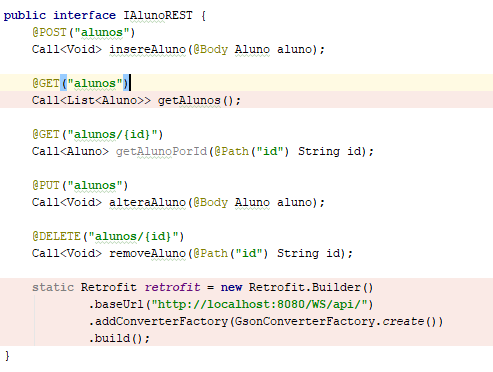 public interface IAlunoREST {
@POST("alunos")
Call<Void> insereAluno(@Body Aluno aluno);
@GET("alunos")
Call<List<Aluno>> getAlunos();
@GET("alunos/{id}")
Call<Aluno> getAlunoPorId(@Path("id") String id);
@PUT("alunos")
Call<Void> alteraAluno(@Body Aluno aluno);
@DELETE("alunos/{id}")
Call<Void> removeAluno(@Path("id") String id);
static Retrofit retrofit = new Retrofit.Builder()
.baseUrl("http://localhost:8080/WS/api/")
.addConverterFactory(GsonConverterFactory.create())
.build();
}